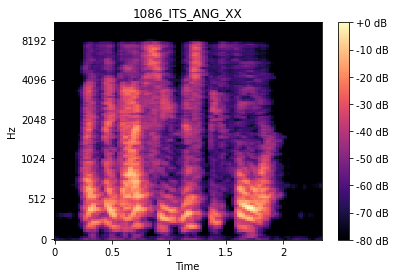 1086_ITS_ANG_XX
+0 dB
8192
-10 dB
4096
-20 dB
-30 dB
2048
Hz
-40 dB
1024
-50 dB
512
-60 dB
-70 dB
0
-80 dB
0 0.5 1 1.5 2
Time